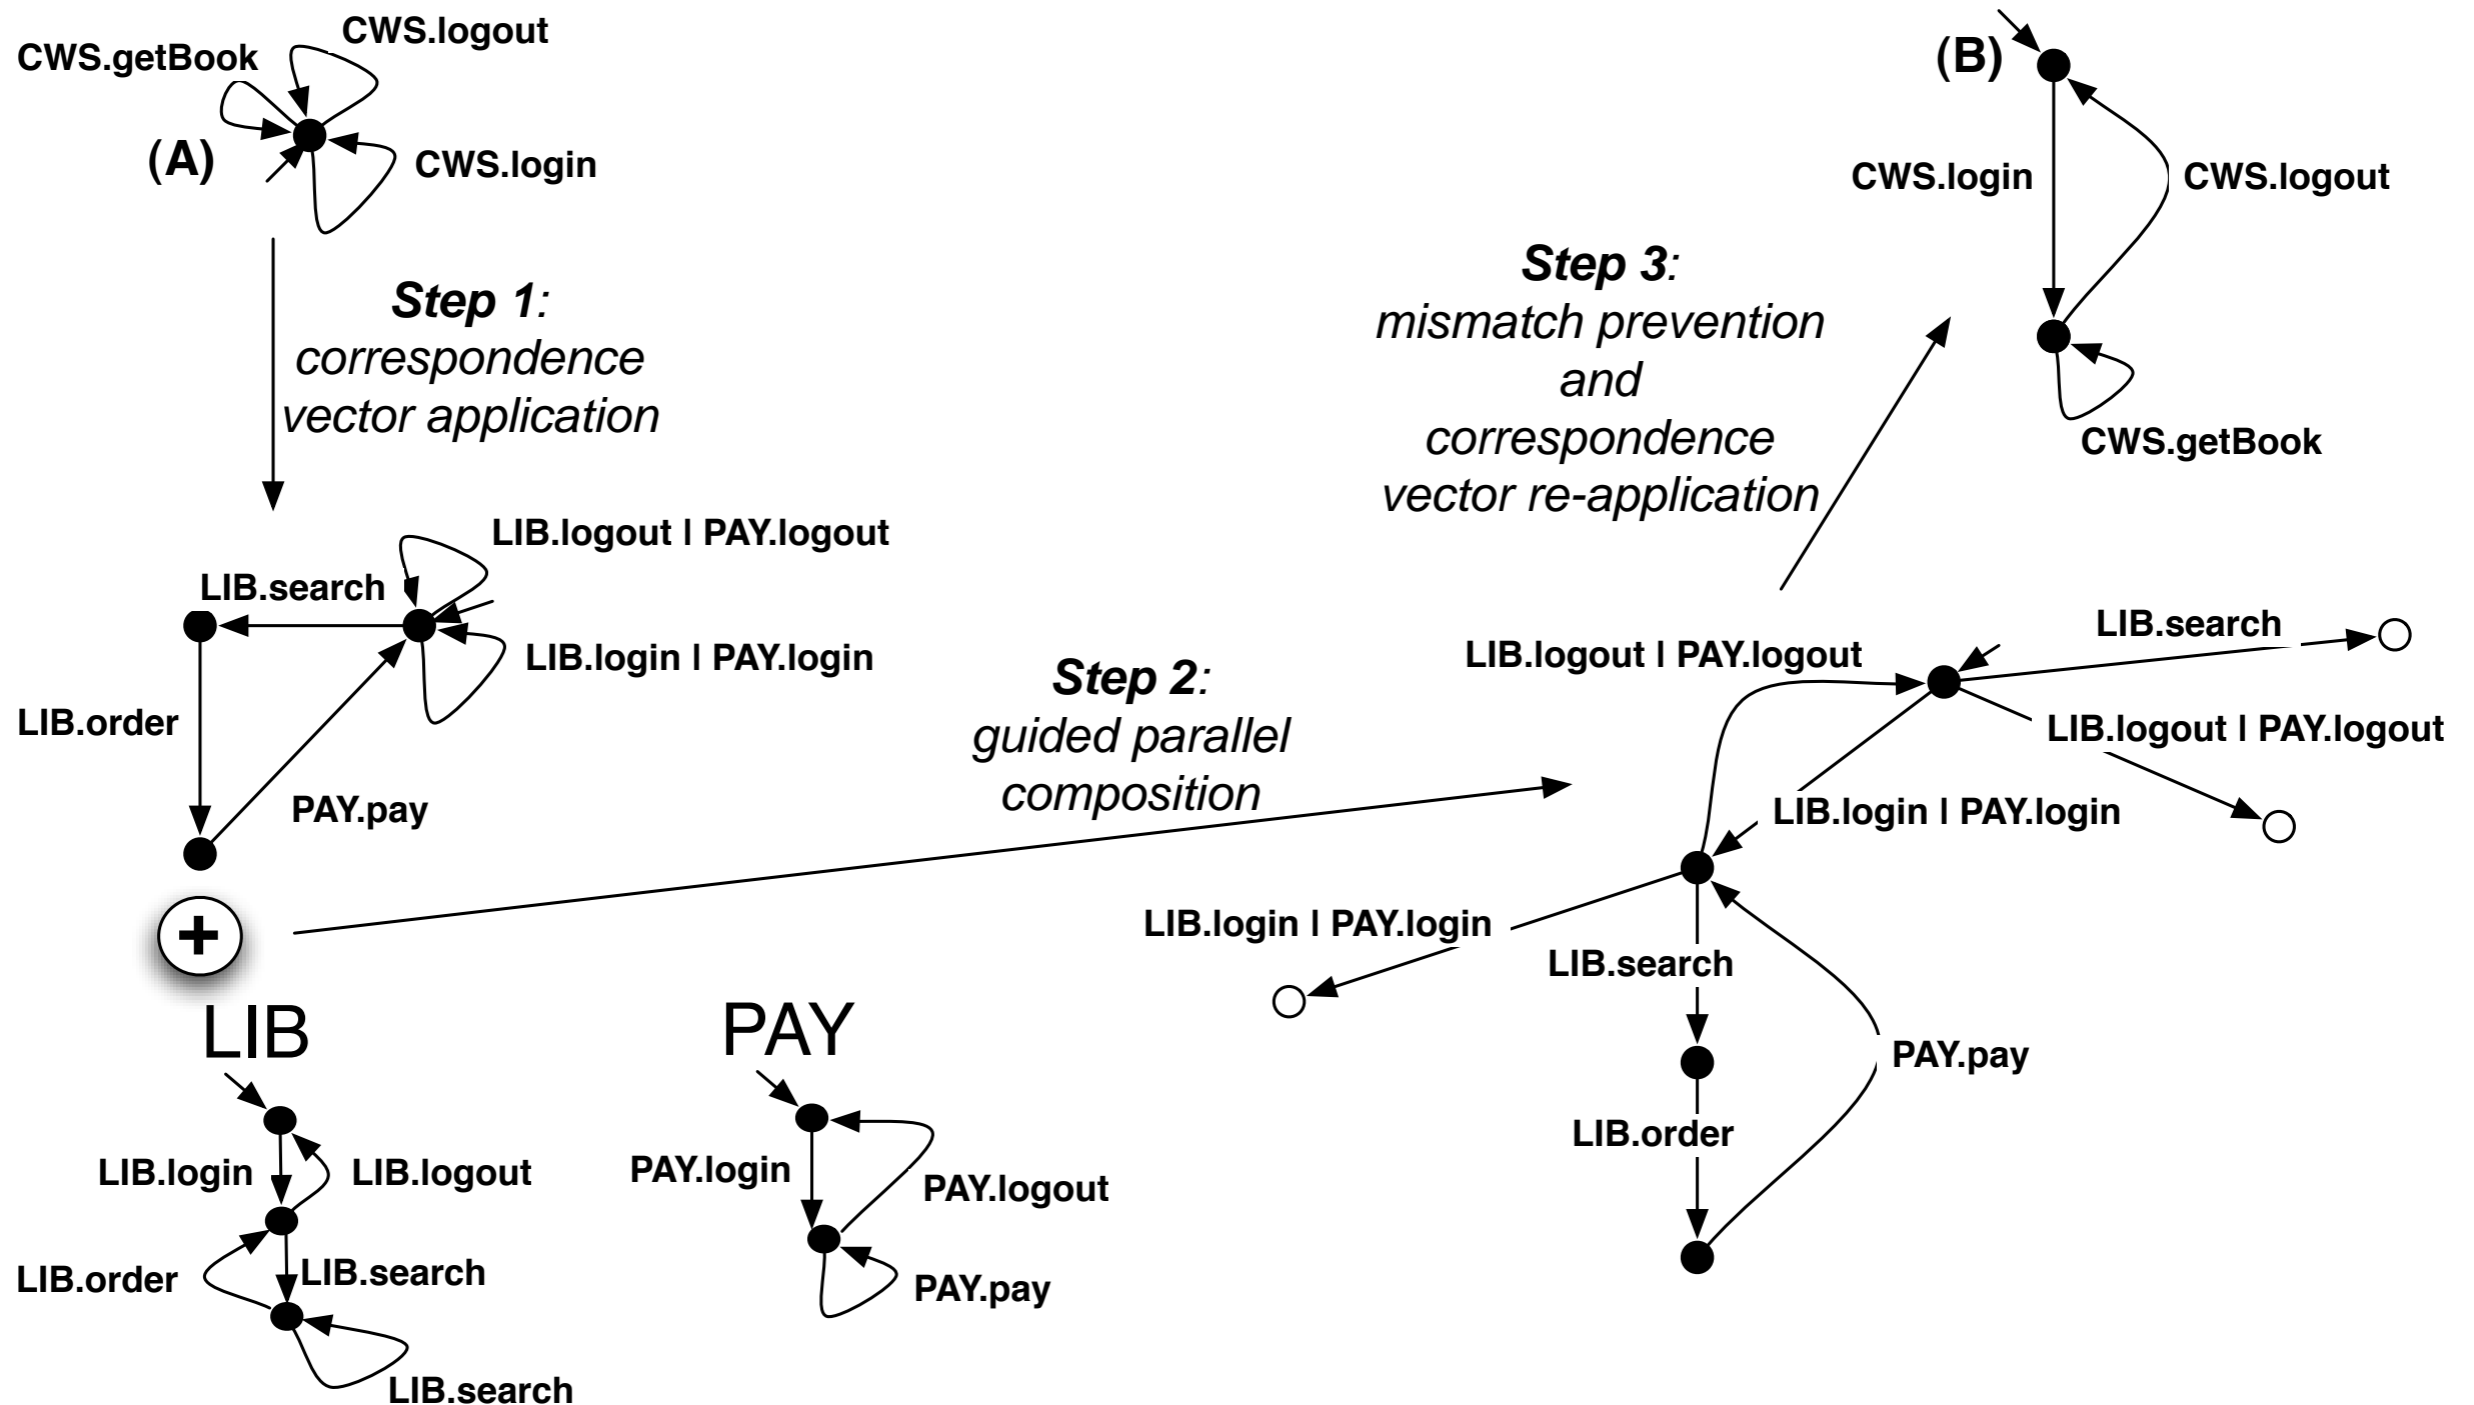 CWS.logout
CWS.getBook
(A)
CWS.login
Step 1:
correspondence
vector application
LIB.logout | PAY.logout
LIB.search
LIB.login | PAY.login
LIB.order
PAY.pay
+
LIB
LIB.login
LIB.logout
LIB.order
LIB.search
LIB.search
PAY
PAY.login
PAY.logout
PAY.pay
Step 2:
guided parallel
composition
Step 3:
mismatch prevention
and
correspondence
vector re-application
(B)
CWS.login
CWS.logout
CWS.getBook
LIB.search
LIB.logout | PAY.logout
LIB.logout | PAY.logout
LIB.login | PAY.login
LIB.login | PAY.login
LIB.search
PAY.pay
LIB.order